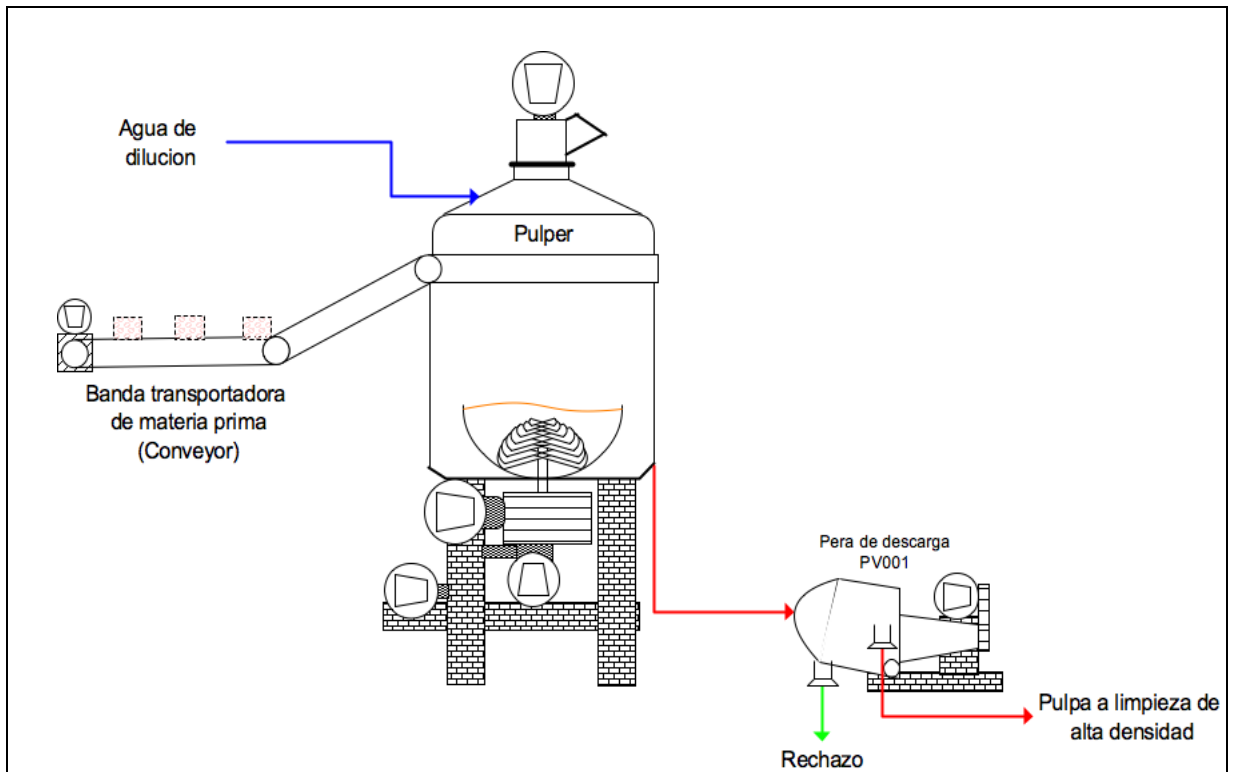 Agua de
dilucion
Pulper
Banda transportadora
de materia prima
(Conveyor)
Pera de descarga
PV001
Pulpa a limpieza de
alta densidad
Rechazo